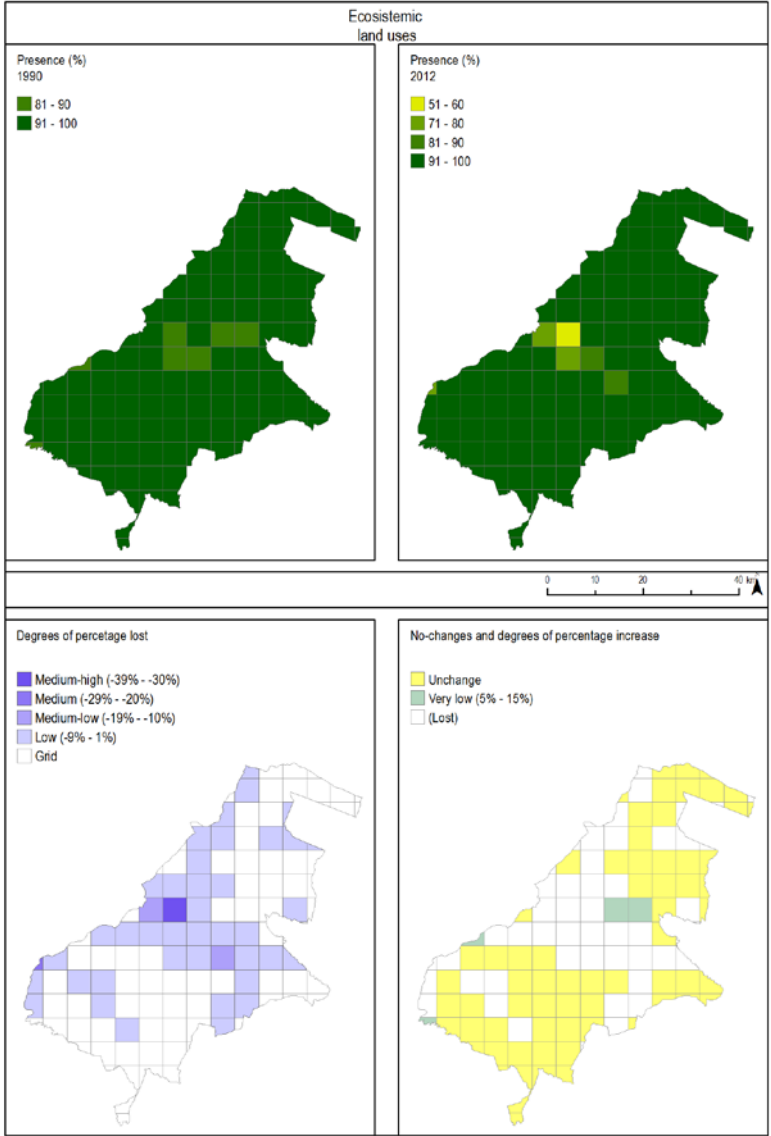 Ecosistemic
land uses
Presence (%)
1990
81 - 90
91 - 100
Presence (%)
2012
51 - 60
71 - 80
81 - 90
91 - 100
0 10 20 40 km
Degrees of percetage lost
Medium-high (-39% - -30%)
Medium (-29% - -20%)
Medium-low (-19% - -10%)
Low (-9% - 1%)
Grid
No-changes and degrees of percentage increase
Unchange
Very low (5% - 15%)
(Lost)